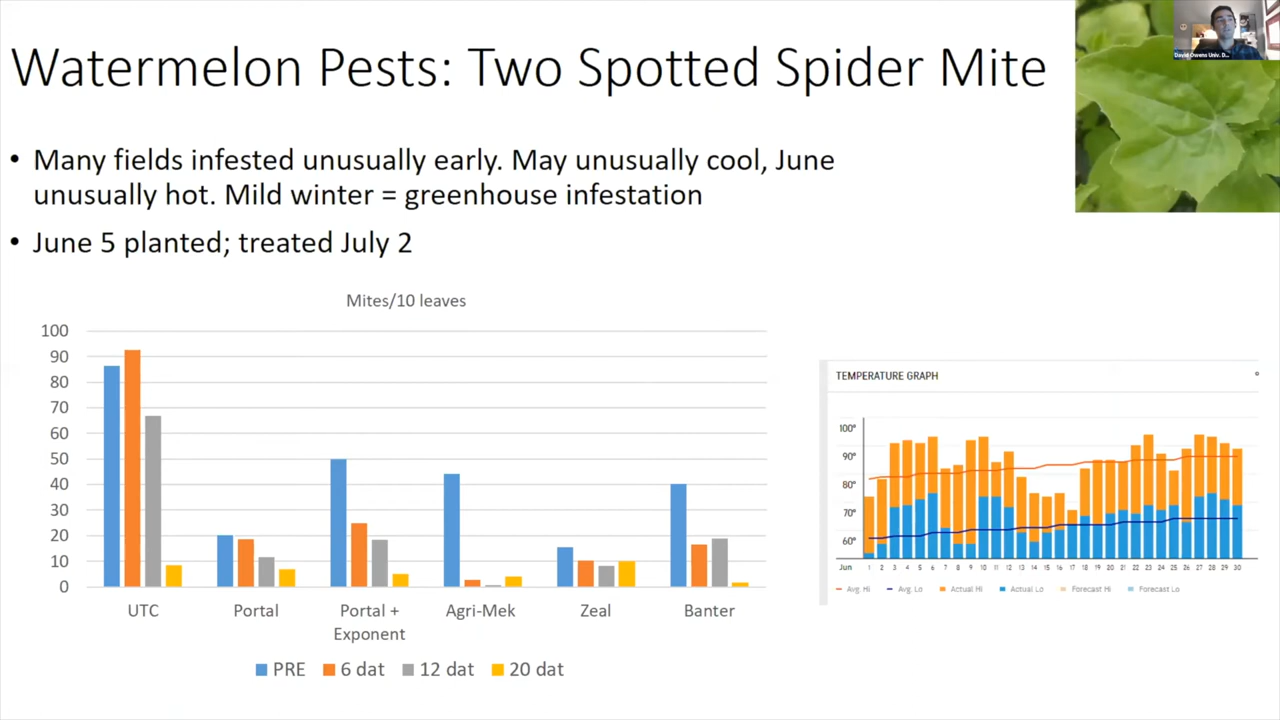 Watermelon Pests: Two Spotted Spider Mite
David Owens Univ. D...
• Many fields infested unusually early. May unusually cool, June
unusually hot. Mild winter = greenhouse infestation
• June 5 planted; treated July 2
Mites/10 leaves
100
90
80
70
60
50
40
30
20
10
0
UTC Portal Portal + Exponent Agri-Mek Zeal Banter
PRE 6 dat 12 dat 20 dat
TEMPERATURE GRAPH
100°
90°
80°
70°
60°
Jun 1 2 3 4 5 6 7 8 9 10 11 12 13 14 15 16 17 18 19 20 21 22 23 24 25 26 27 28 29 30
Avg. Hi Avg. Lo Actual Hi Actual Lo Forecast Hi Forecast Lo